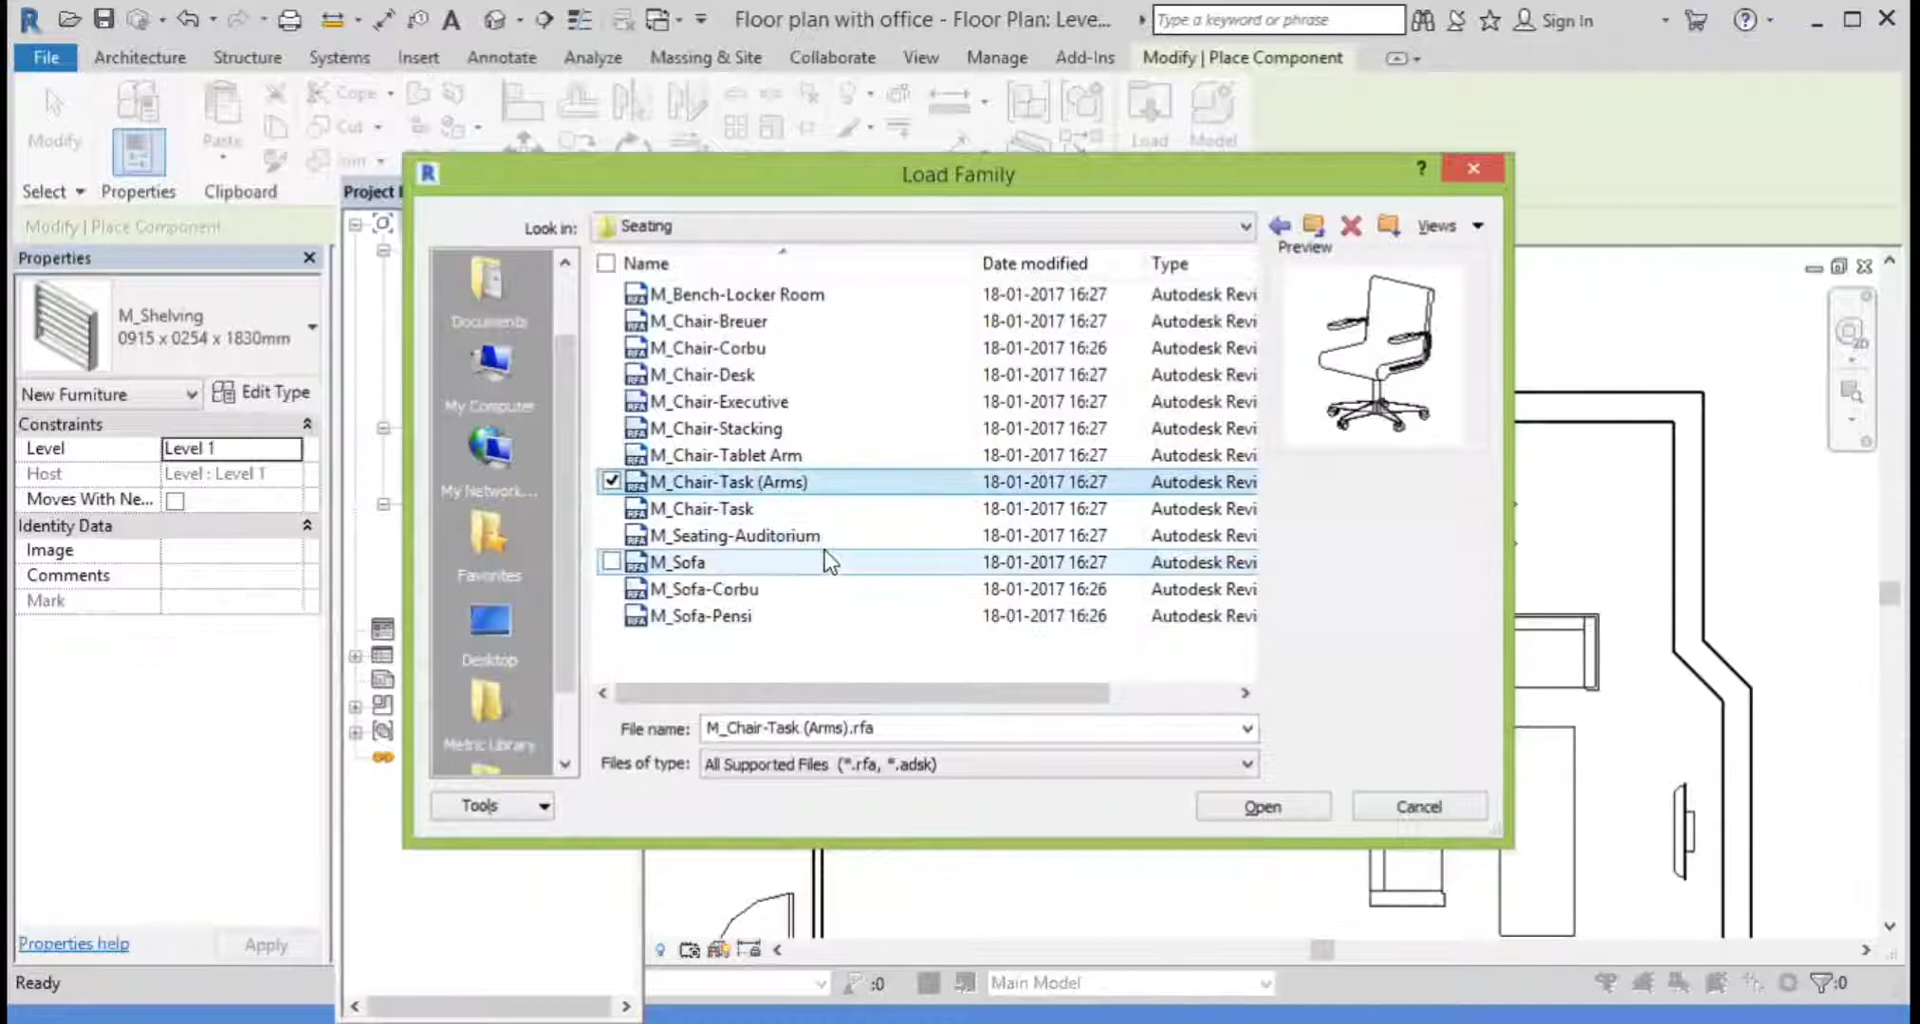 Floor plan with office - Floor Plan: Leve...
Type a keyword or phrase
Sign In
File Architecture Structure Systems Insert Annotate Analyze Massing & Site Collaborate View Manage Add-Ins Modify | Place Component
Modify
Paste
Cope
Cut
Join
Load
Model
Select
Properties
Clipboard
Modify | Place Component
Properties
M_Shelving
0915 x 0254 x 1830mm
New Furniture
Edit Type
Constraints
Level Level 1
Host Level : Level 1
Moves With Ne...
Identity Data
Image
Comments
Mark
Properties help
Apply
Ready
Load Family
Look in: Seating
Views
Documents
My Computer
My Network...
Favorites
Desktop
Metric Library
Name Date modified Type
M_Bench-Locker Room 18-01-2017 16:27 Autodesk Revi
M_Chair-Breuer 18-01-2017 16:27 Autodesk Revi
M_Chair-Corbu 18-01-2017 16:26 Autodesk Revi
M_Chair-Desk 18-01-2017 16:27 Autodesk Revi
M_Chair-Executive 18-01-2017 16:27 Autodesk Revi
M_Chair-Stacking 18-01-2017 16:27 Autodesk Revi
M_Chair-Tablet Arm 18-01-2017 16:27 Autodesk Revi
M_Chair-Task (Arms) 18-01-2017 16:27 Autodesk Revi
M_Chair-Task 18-01-2017 16:27 Autodesk Revi
M_Seating-Auditorium 18-01-2017 16:27 Autodesk Revi
M_Sofa 18-01-2017 16:27 Autodesk Revi
M_Sofa-Corbu 18-01-2017 16:26 Autodesk Revi
M_Sofa-Pensi 18-01-2017 16:26 Autodesk Revi
Preview
File name: M_Chair-Task (Arms).rfa
Files of type: All Supported Files (*.rfa, *.adsk)
Tools
Open
Cancel
:0
Main Model
:0